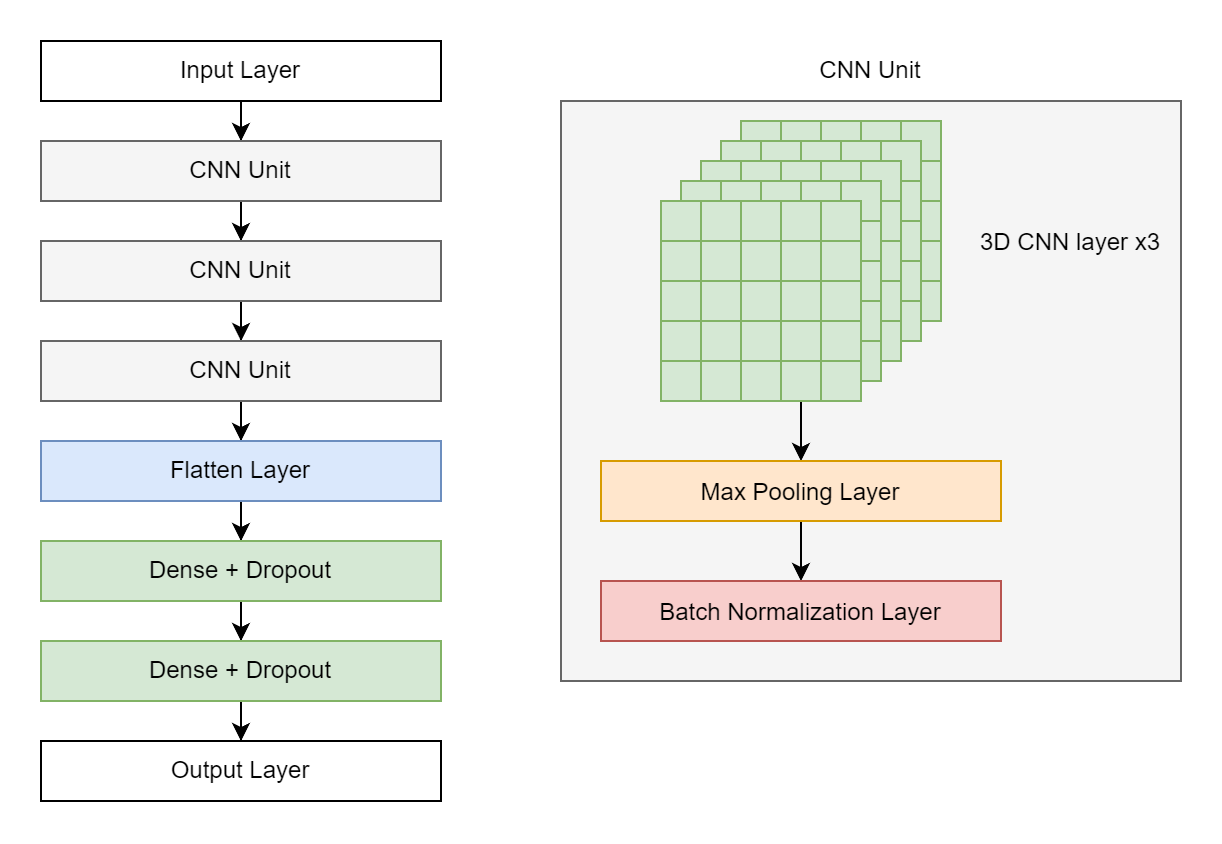 Input Layer
CNN Unit
CNN Unit
CNN Unit
Flatten Layer
Dense + Dropout
Dense + Dropout
Output Layer
CNN Unit
3D CNN layer x3
Max Pooling Layer
Batch Normalization Layer